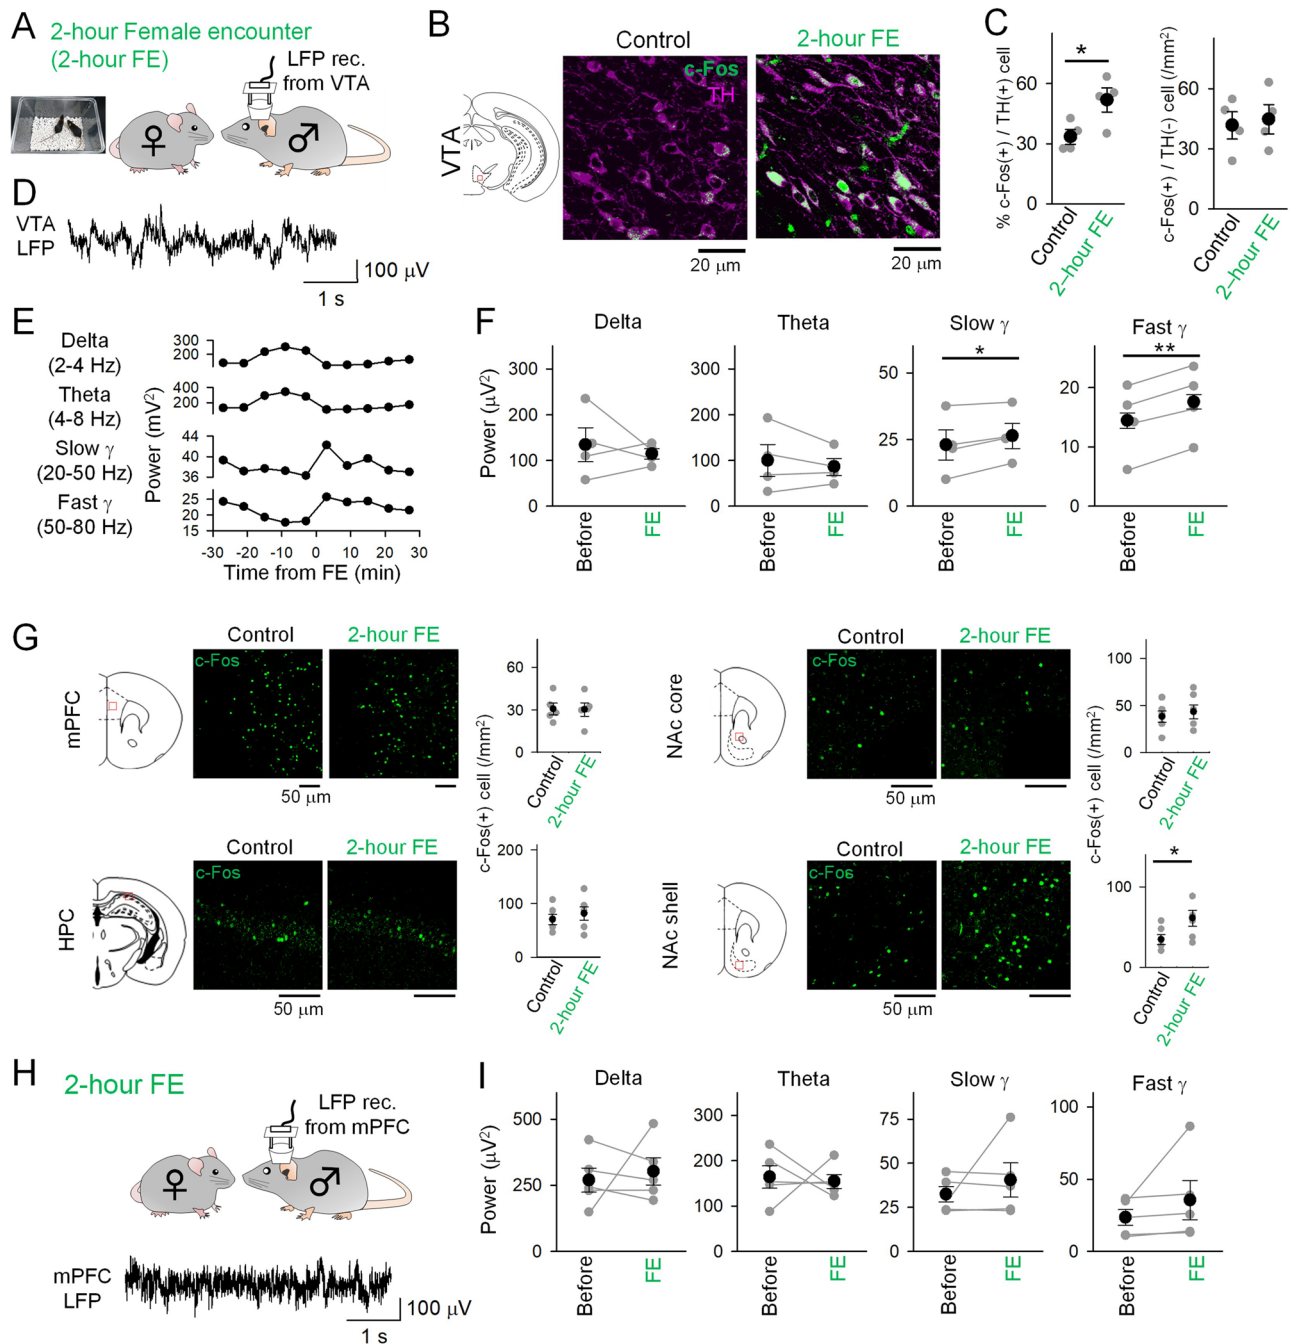 A
2-hour Female encounter
(2-hour FE)
LFP rec.
from VTA
♀
♂
B
Control
2-hour FE
VTA
c-Fos
TH
20 μm
20 μm
C
% c-Fos(+) / TH(+) cell
60
30
0
*
Control
2-hour FE
c-Fos(+) / TH(-) cell (/mm²)
60
30
0
Control
2-hour FE
D
VTA
LFP
100 μV
1 s
E
Delta
(2-4 Hz)
Theta
(4-8 Hz)
Slow γ
(20-50 Hz)
Fast γ
(50-80 Hz)
Power (mV²)
300
200
400
200
44
40
36
25
20
15
-30 -20 -10 0 10 20 30
Time from FE (min)
F
Delta
Theta
Slow γ
Fast γ
Power (μV²)
300
200
100
0
Before
FE
300
200
100
0
Before
FE
50
25
0
*
Before
FE
20
10
0
**
Before
FE
G
mPFC
Control
2-hour FE
c-Fos
50 μm
60
30
0
Control
2-hour FE
c-Fos(+) cell (/mm²)
HPC
Control
2-hour FE
c-Fos
50 μm
200
100
0
Control
2-hour FE
NAc core
Control
2-hour FE
c-Fos
50 μm
100
50
0
Control
2-hour FE
c-Fos(+) cell (/mm²)
NAc shell
Control
2-hour FE
c-Fos
50 μm
100
0
*
Control
2-hour FE
H
2-hour FE
LFP rec.
from mPFC
♀
♂
mPFC
LFP
100 μV
1 s
I
Delta
Theta
Slow γ
Fast γ
Power (μV²)
500
250
0
Before
FE
300
200
100
0
Before
FE
75
50
25
0
Before
FE
100
50
0
Before
FE